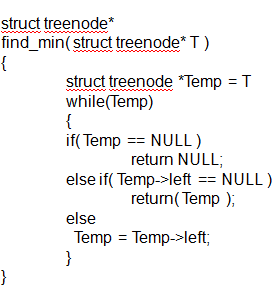 struct treenode*
find_min( struct treenode* T )
{
struct treenode *Temp = T
while(Temp)
{
if( Temp == NULL )
return NULL;
else if( Temp->left == NULL )
return( Temp );
else
Temp = Temp->left;
}
}